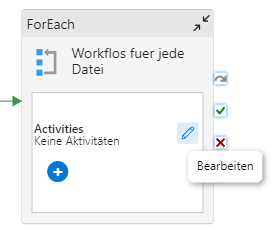 ForEach
Workflos fuer jede
Datei
Activities
Keine Aktivitäten
Bearbeiten